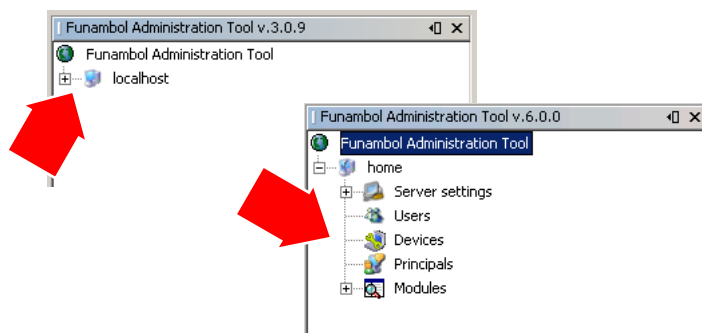 Funambol Administration Tool v.3.0.9
Funambol Administration Tool
localhost
Funambol Administration Tool v.6.0.0
Funambol Administration Tool
home
Server settings
Users
Devices
Principals
Modules